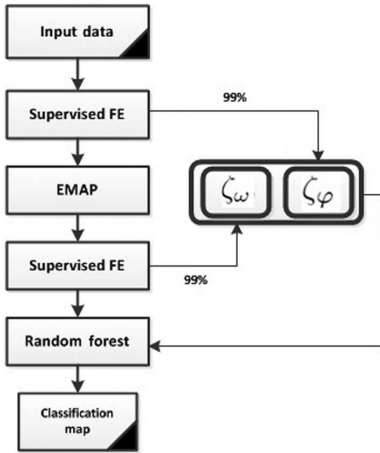 Input data
Supervised FE
99%
EMAP
ζω
ζφ
Supervised FE
99%
Random forest
Classification
map